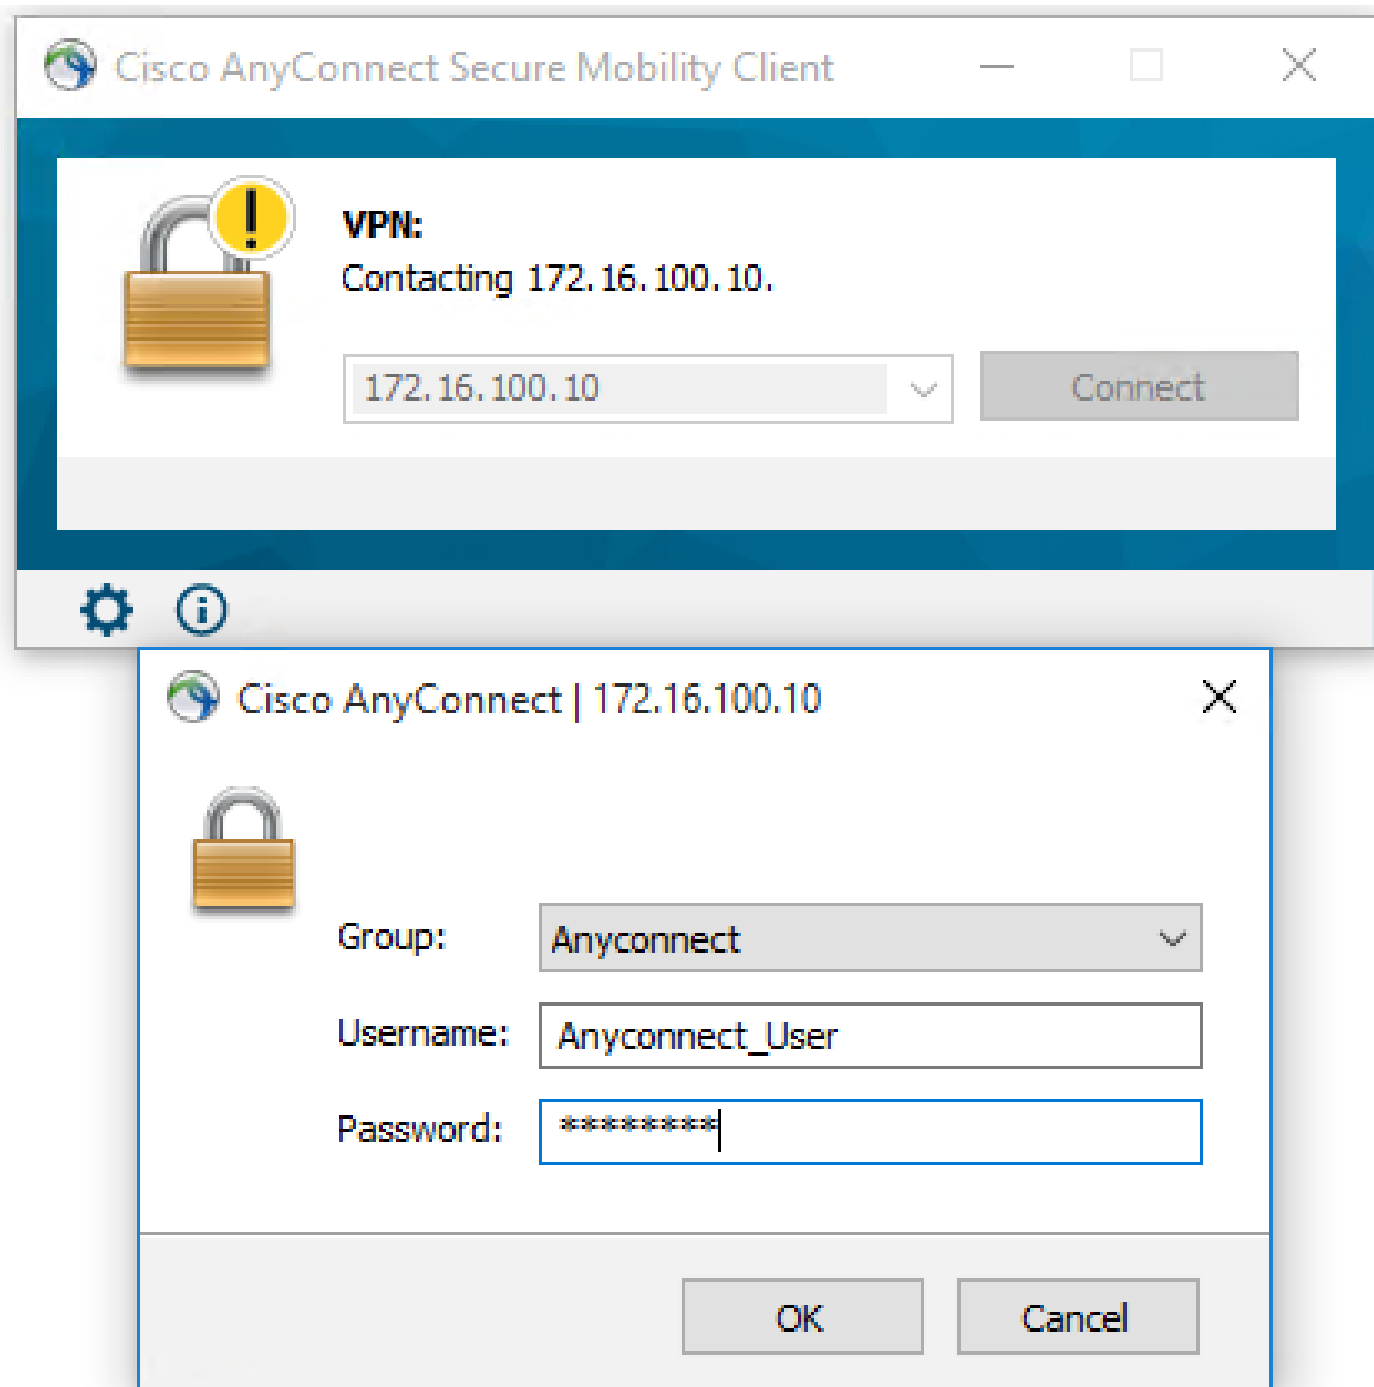 Cisco AnyConnect Secure Mobility Client
VPN:
Contacting 172.16.100.10.
172.16.100.10
Connect
Cisco AnyConnect | 172.16.100.10
Group:
Anyconnect
Username:
Anyconnect_User
Password:
********
OK
Cancel